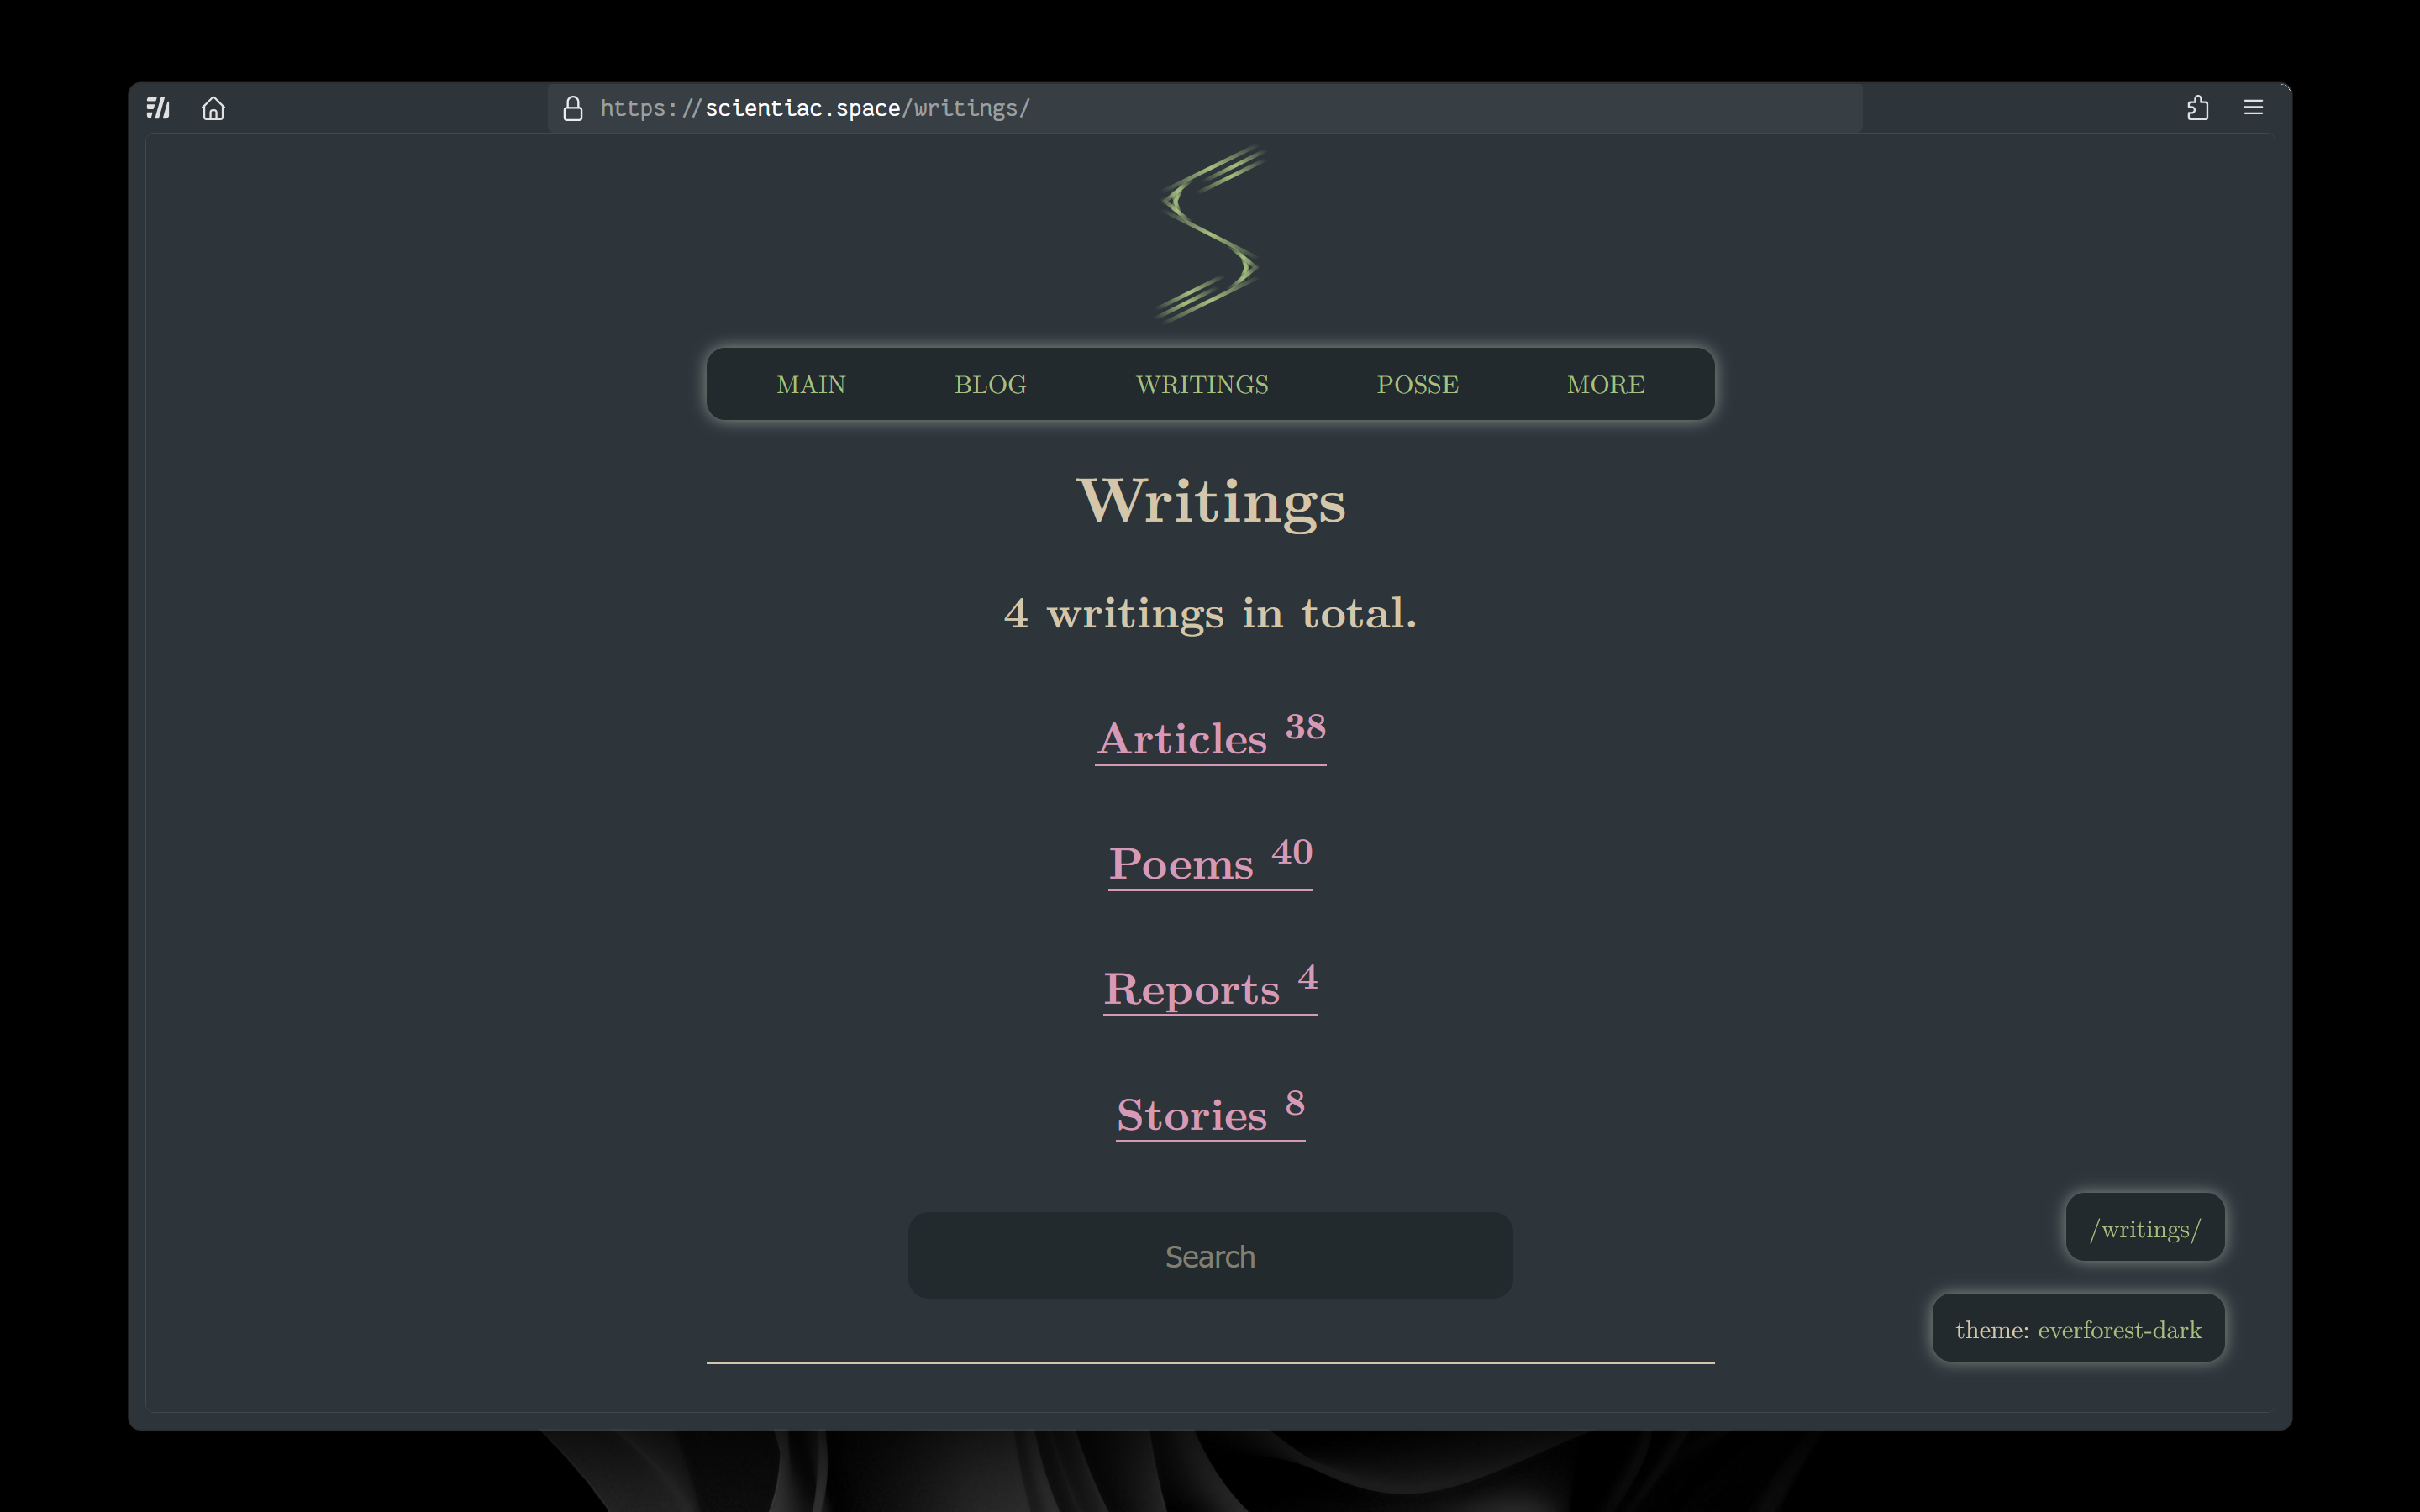 https://scientiac.space/writings/
MAIN BLOG WRITINGS POSSE MORE
Writings
4 writings in total.
Articles 38
Poems 40
Reports 4
Stories 8
Search
/writings/
theme: everforest-dark